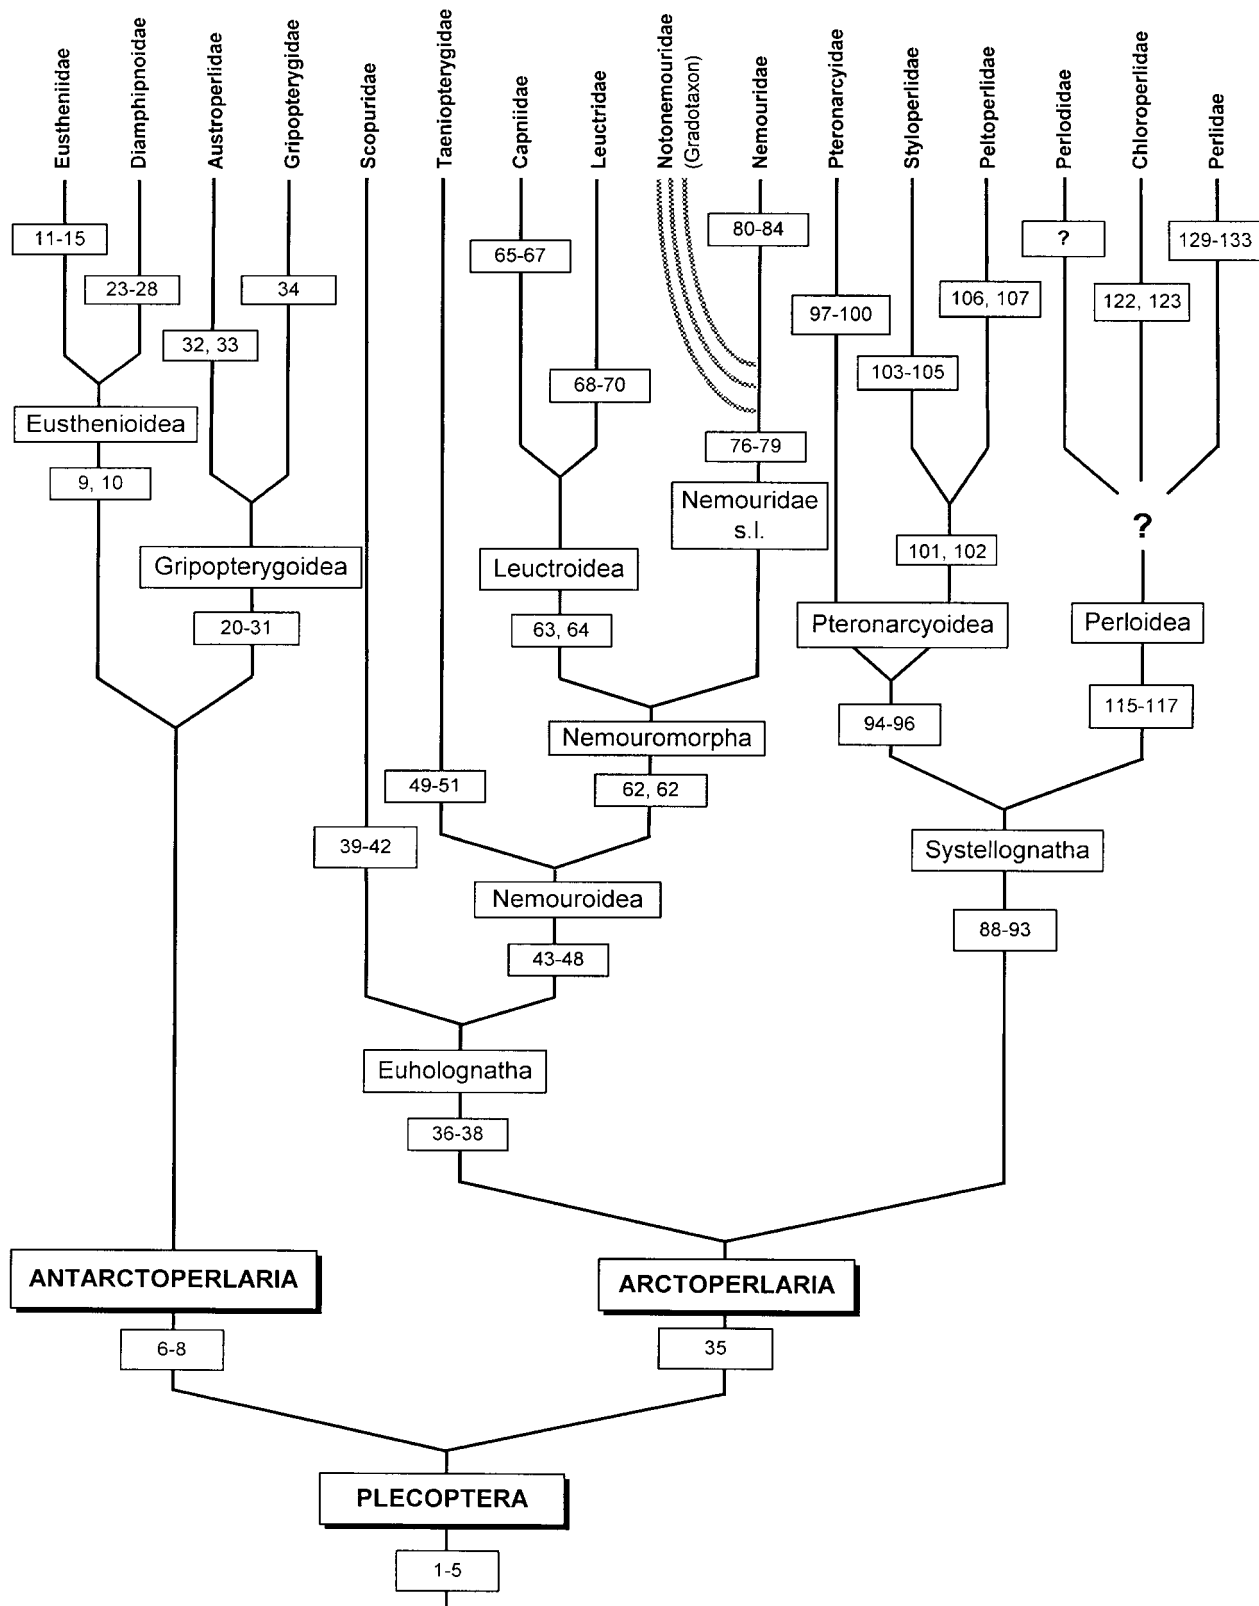 Eustheniidae
Diamphipnoidae
Austroperlidae
Gripopterygidae
Scopuridae
Taeniopterygidae
Capniidae
Leuctridae
Notonemouridae
(Gradotaxon)
Nemouridae
Pteronarcyidae
Styloperlidae
Peltoperlidae
Perlodidae
Chloroperlidae
Perlidae
11-15
23-28
32, 33
34
65-67
68-70
80-84
97-100
103-105
106, 107
?
122, 123
129-133
Eusthenioidea
9, 10
76-79
Nemouridae
s.l.
?
101, 102
Gripopterygoidea
20-31
Leuctroidea
63, 64
Pteronarcyoidea
Perloidea
94-96
115-117
Nemouromorpha
49-51
62, 62
39-42
Systellognatha
Nemouroidea
88-93
43-48
Euholognatha
36-38
ANTARCTOPERLARIA
ARCTOPERLARIA
6-8
35
PLECOPTERA
1-5